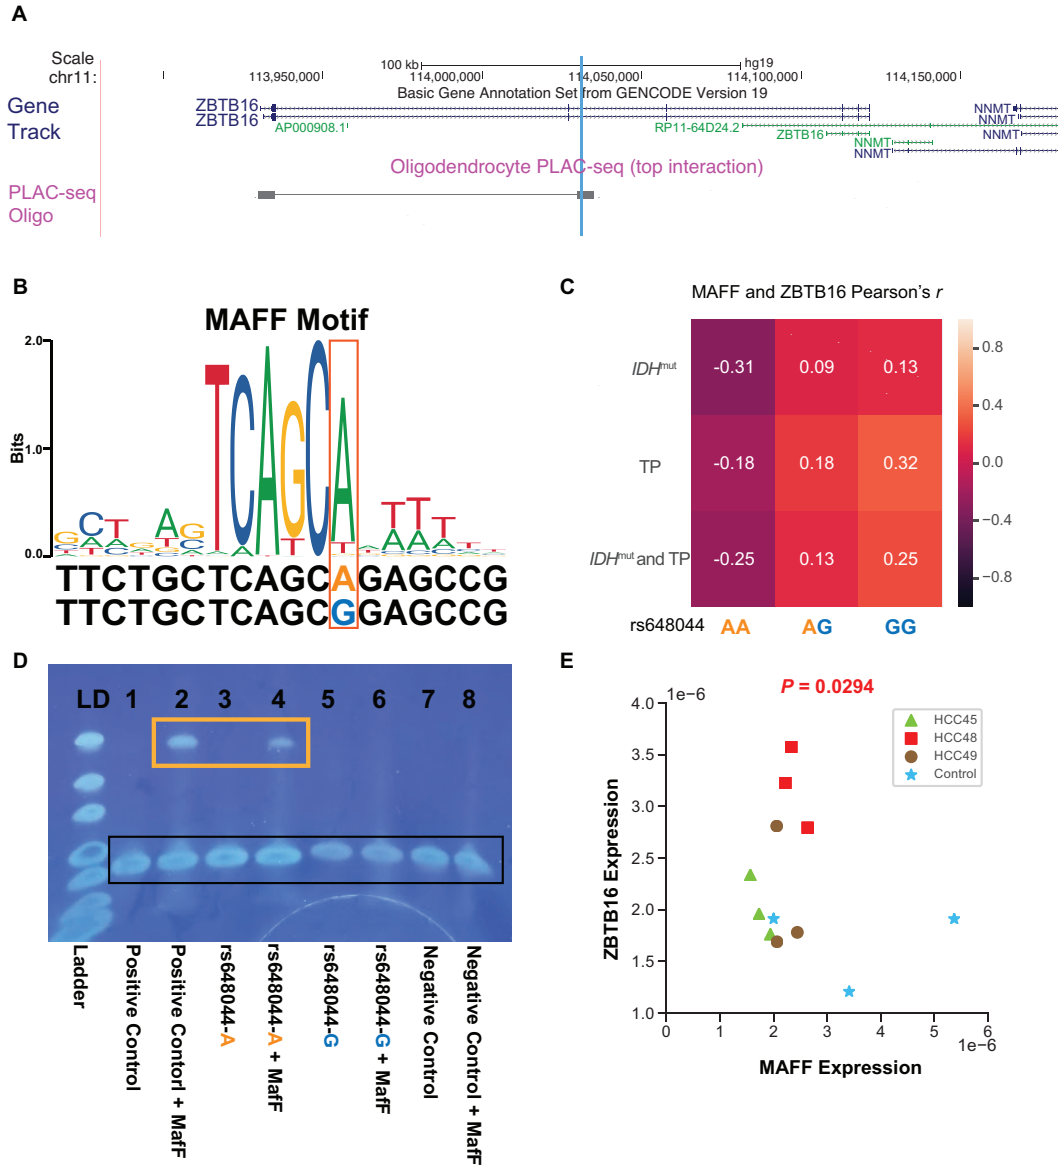 A
Scale
100 kb
hg19
chr11:
113,950,000
114,000,000
114,050,000
114,100,000
114,150,000
Basic Gene Annotation Set from GENCODE Version 19
Gene
Track
ZBTB16
ZBTB16
AP000908.1
RP11-64D24.2
ZBTB16
NNMT
NNMT
NNMT
NNMT
NNMT
Oligodendrocyte PLAC-seq (top interaction)
PLAC-seq
Oligo
B
MAFF Motif
2.0
1.0
0.0
Bits
TCAGCA
TTCTGCTCAGCAGAGCCG
TTCTGCTCAGCGGAGCCG
C
MAFF and ZBTB16 Pearson's r
IDHmut
-0.31
0.09
0.13
TP
-0.18
0.18
0.32
IDHmut and TP
-0.25
0.13
0.25
rs648044
AA
AG
GG
0.8
0.4
0.0
−0.4
−0.8
D
LD 1 2 3 4 5 6 7 8
Ladder
Positive Control
Positive Contorl + MafF
rs648044-A
rs648044-A + MafF
rs648044-G
rs648044-G + MafF
Negative Control
Negative Control + MafF
E
1e−6
P = 0.0294
HCC45
HCC48
HCC49
Control
4.0
3.5
3.0
2.5
2.0
1.5
1.0
ZBTB16 Expression
0 1 2 3 4 5 6
1e−6
MAFF Expression